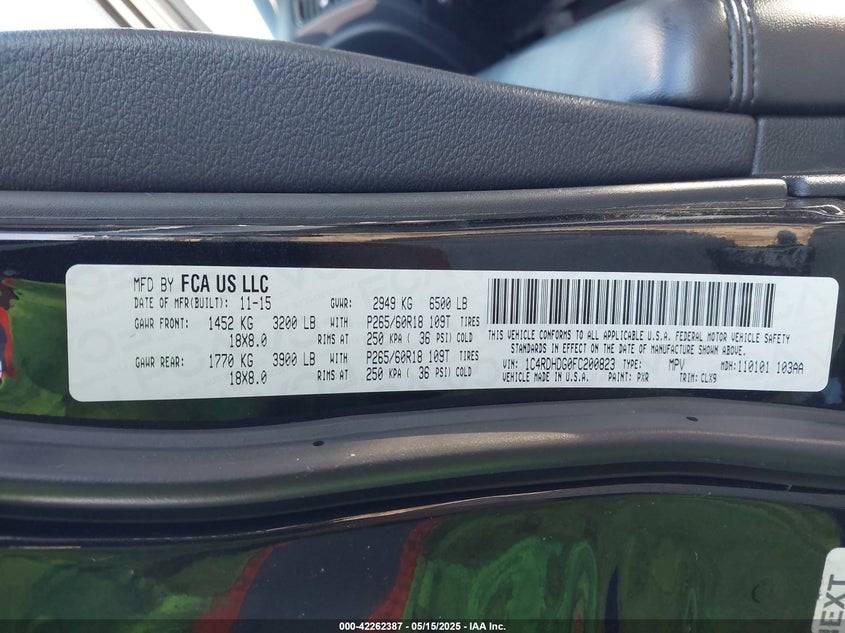 MFD BY FCA US LLC
DATE OF MFR(BUILT): 11-15 GVWR: 2949 KG 6500 LB
GAWR FRONT: 1452 KG 3200 LB WITH P265/60R18 109T TIRES
18X8.0 RIMS AT 250 KPA ( 36 PSI) COLD
GAWR REAR: 1770 KG 3900 LB WITH P265/60R18 109T TIRES
18X8.0 RIMS AT 250 KPA ( 36 PSI) COLD
THIS VEHICLE CONFORMS TO ALL APPLICABLE U.S.A. FEDERAL MOTOR VEHICLE SAFETY
STANDARDS IN EFFECT ON THE DATE OF MANUFACTURE SHOWN ABOVE.
VIN: 1C4RDHDG0FC200823 TYPE: MPV MDH: 110101 103AA
VEHICLE MADE IN U.S.A. PAINT: PXR TRIM: CLX9
NEXT
000-42262387 - 05/15/2025 - IAA Inc.